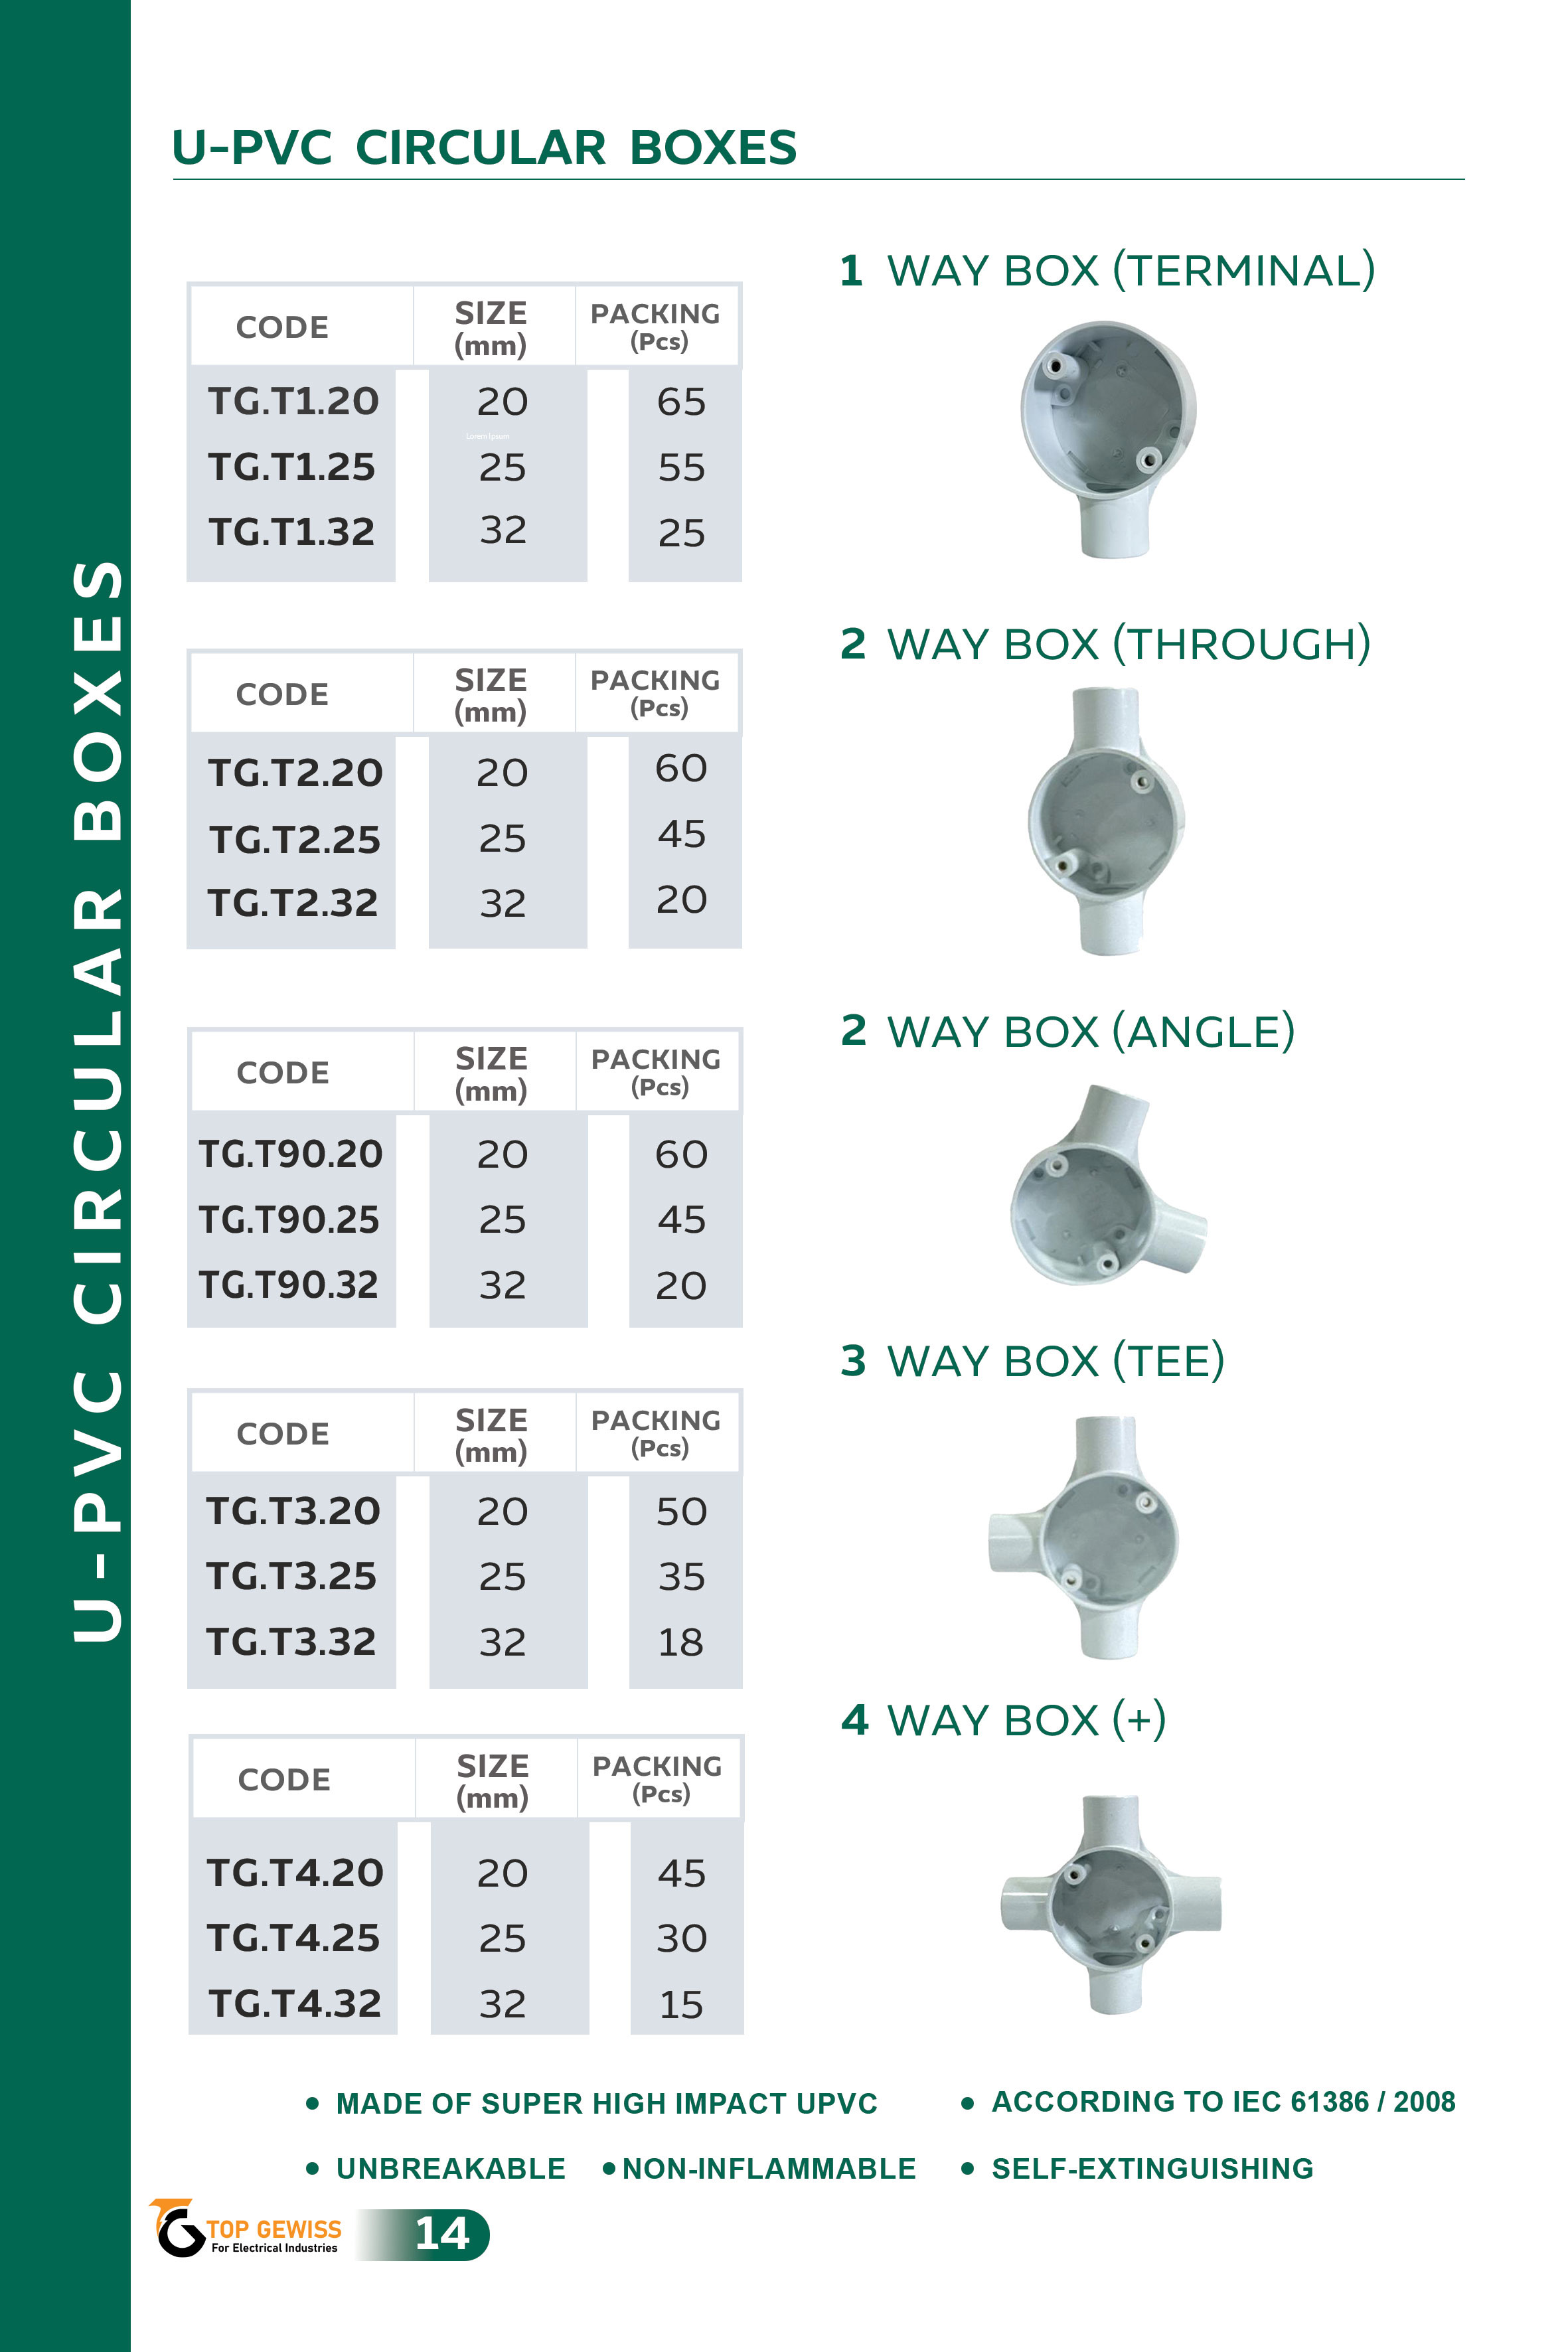 U-PVC CIRCULAR BOXES
U-PVC CIRCULAR BOXES
1 WAY BOX (TERMINAL)
CODE SIZE (mm) PACKING (Pcs)
TG.T1.20 20 65
Lorem Ipsum
TG.T1.25 25 55
TG.T1.32 32 25
2 WAY BOX (THROUGH)
CODE SIZE (mm) PACKING (Pcs)
TG.T2.20 20 60
TG.T2.25 25 45
TG.T2.32 32 20
2 WAY BOX (ANGLE)
CODE SIZE (mm) PACKING (Pcs)
TG.T90.20 20 60
TG.T90.25 25 45
TG.T90.32 32 20
3 WAY BOX (TEE)
CODE SIZE (mm) PACKING (Pcs)
TG.T3.20 20 50
TG.T3.25 25 35
TG.T3.32 32 18
4 WAY BOX (+)
CODE SIZE (mm) PACKING (Pcs)
TG.T4.20 20 45
TG.T4.25 25 30
TG.T4.32 32 15
• MADE OF SUPER HIGH IMPACT UPVC • ACCORDING TO IEC 61386 / 2008
• UNBREAKABLE • NON-INFLAMMABLE • SELF-EXTINGUISHING
TOP GEWISS
For Electrical Industries
14